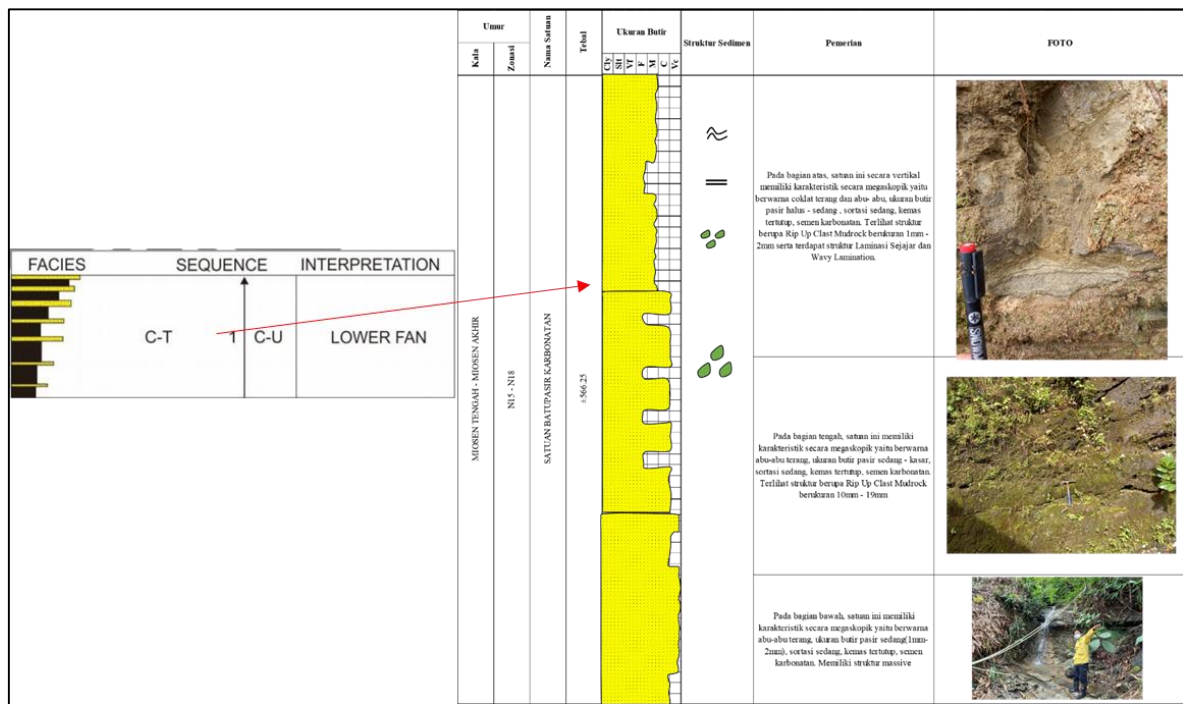 FACIES SEQUENCE INTERPRETATION
C-T 1 C-U LOWER FAN
Umur
Kala
Zonasi
Nama Satuan
Tebal
Ukuran Butir
Cly
Slt
Vf
F
M
C
Vc
Struktur Sedimen
Pemerian
FOTO
MIOSEN TENGAH - MIOSEN AKHIR
N15 - N18
SATUAN BATUPASIR KARBONATAN
±566.25
Pada bagian atas, satuan ini secara vertikal
memiliki karakteristik secara megaskopik yaitu
berwarna coklat terang dan abu- abu, ukuran butir
pasir halus - sedang , sortasi sedang, kemas
tertutup, semen karbonatan. Terlihat struktur
berupa Rip Up Clast Mudrock berukuran 1mm -
2mm serta terdapat struktur Laminasi Sejajar dan
Wavy Lamination.
Pada bagian tengah, satuan ini memiliki
karakteristik secara megaskopik yaitu berwarna
abu-abu terang, ukuran butir pasir sedang - kasar,
sortasi sedang, kemas tertutup, semen karbonatan.
Terlihat struktur berupa Rip Up Clast Mudrock
berukuran 10mm - 19mm
Pada bagian bawah, satuan ini memiliki
karakteristik secara megaskopik yaitu berwarna
abu-abu terang, ukuran butir pasir sedang(1mm-
2mm), sortasi sedang, kemas tertutup, semen
karbonatan. Memiliki struktur massive